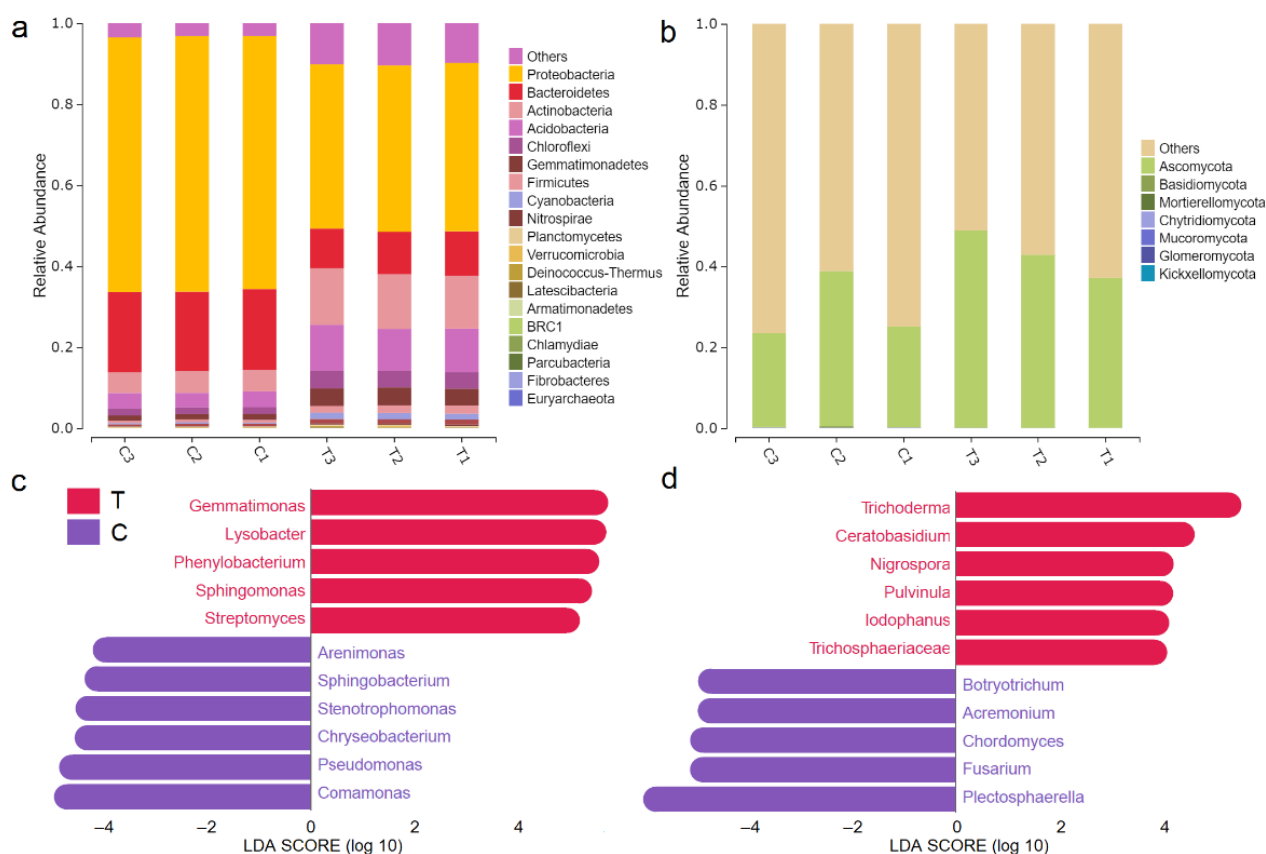 a
1.0
0.8
0.6
0.4
0.2
0.0
Relative Abundance
C3
C2
C1
T3
T2
T1
Others
Proteobacteria
Bacteroidetes
Actinobacteria
Acidobacteria
Chloroflexi
Gemmatimonadetes
Firmicutes
Cyanobacteria
Nitrospirae
Planctomycetes
Verrucomicrobia
Deinococcus-Thermus
Latescibacteria
Armatimonadetes
BRC1
Chlamydiae
Parcubacteria
Fibrobacteres
Euryarchaeota
b
1.0
0.8
0.6
0.4
0.2
0.0
Relative Abundance
C3
C2
C1
T3
T2
T1
Others
Ascomycota
Basidiomycota
Mortierellomycota
Chytridiomycota
Mucoromycota
Glomeromycota
Kickxellomycota
c
T
C
Gemmatimonas
Lysobacter
Phenylobacterium
Sphingomonas
Streptomyces
Arenimonas
Sphingobacterium
Stenotrophomonas
Chryseobacterium
Pseudomonas
Comamonas
−4 −2 0 2 4
LDA SCORE (log 10)
d
Trichoderma
Ceratobasidium
Nigrospora
Pulvinula
Iodophanus
Trichosphaeriaceae
Botryotrichum
Acremonium
Chordomyces
Fusarium
Plectosphaerella
−4 −2 0 2 4
LDA SCORE (log 10)